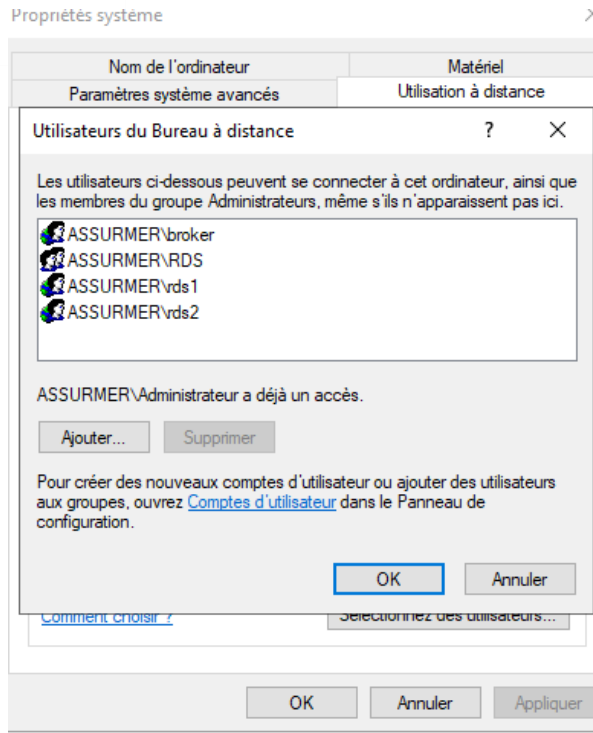 Propriétés système
Nom de l'ordinateur
Matériel
Paramètres système avancés
Utilisation à distance
Utilisateurs du Bureau à distance
?
Les utilisateurs ci-dessous peuvent se connecter à cet ordinateur, ainsi que
les membres du groupe Administrateurs, même s'ils n'apparaissent pas ici.
ASSURMER\broker
ASSURMER\RDS
ASSURMER\rds1
ASSURMER\rds2
ASSURMER\Administrateur a déjà un accès.
Ajouter...
Supprimer
Pour créer des nouveaux comptes d'utilisateur ou ajouter des utilisateurs
aux groupes, ouvrez Comptes d'utilisateur dans le Panneau de
configuration.
OK
Annuler
Comment choisir ?
Sélectionnez des utilisateurs...
OK
Annuler
Appliquer